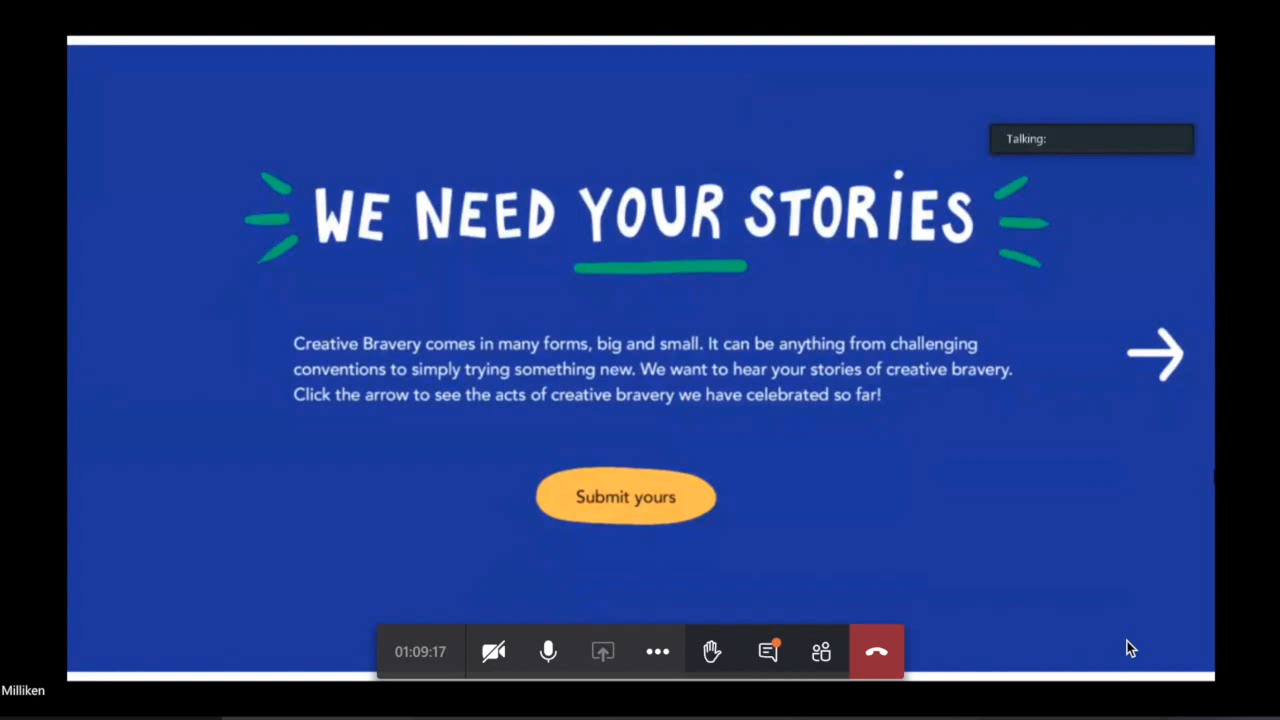 Talking:
WE NEED YOUR STORiES
Creative Bravery comes in many forms, big and small. It can be anything from challenging
conventions to simply trying something new. We want to hear your stories of creative bravery.
Click the arrow to see the acts of creative bravery we have celebrated so far!
Submit yours
01:09:17
Milliken